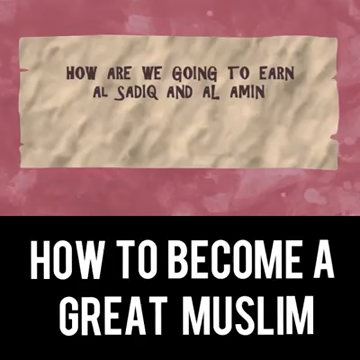 HOW ARE WE GOING TO EARN
AL SADIQ AND AL AMIN
HOW TO BECOME A
GREAT MUSLIM